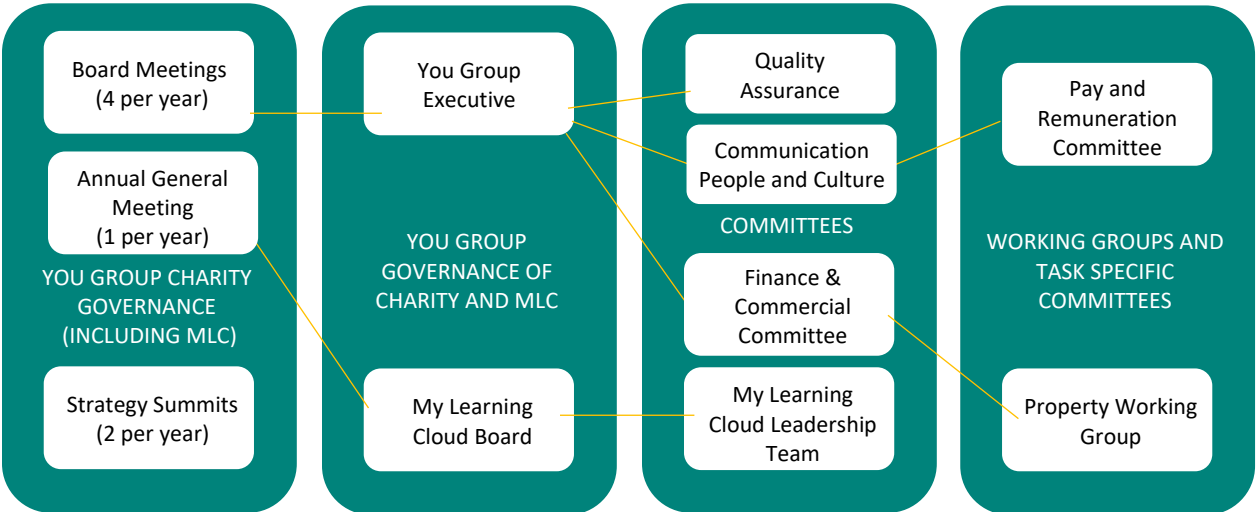 Board Meetings
(4 per year)
Annual General
Meeting
(1 per year)
YOU GROUP CHARITY
GOVERNANCE
(INCLUDING MLC)
Strategy Summits
(2 per year)
You Group
Executive
YOU GROUP
GOVERNANCE OF
CHARITY AND MLC
My Learning
Cloud Board
Quality
Assurance
Communication
People and Culture
COMMITTEES
Finance &
Commercial
Committee
My Learning
Cloud Leadership
Team
Pay and
Remuneration
Committee
WORKING GROUPS AND
TASK SPECIFIC
COMMITTEES
Property Working
Group